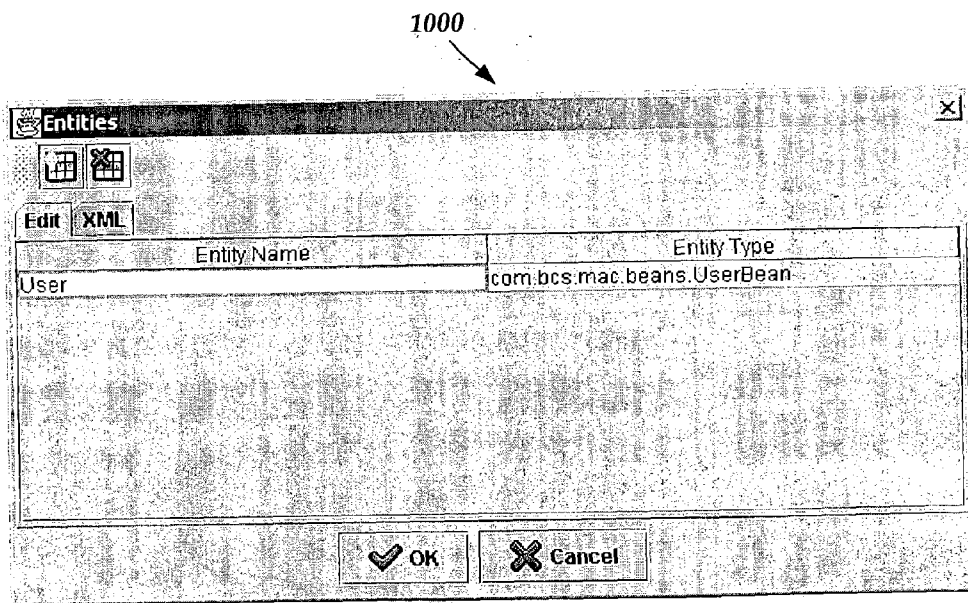 1000
Entities
Edit XML
Entity Name Entity Type
User com.bcs.mac.beans.UserBean
OK Cancel